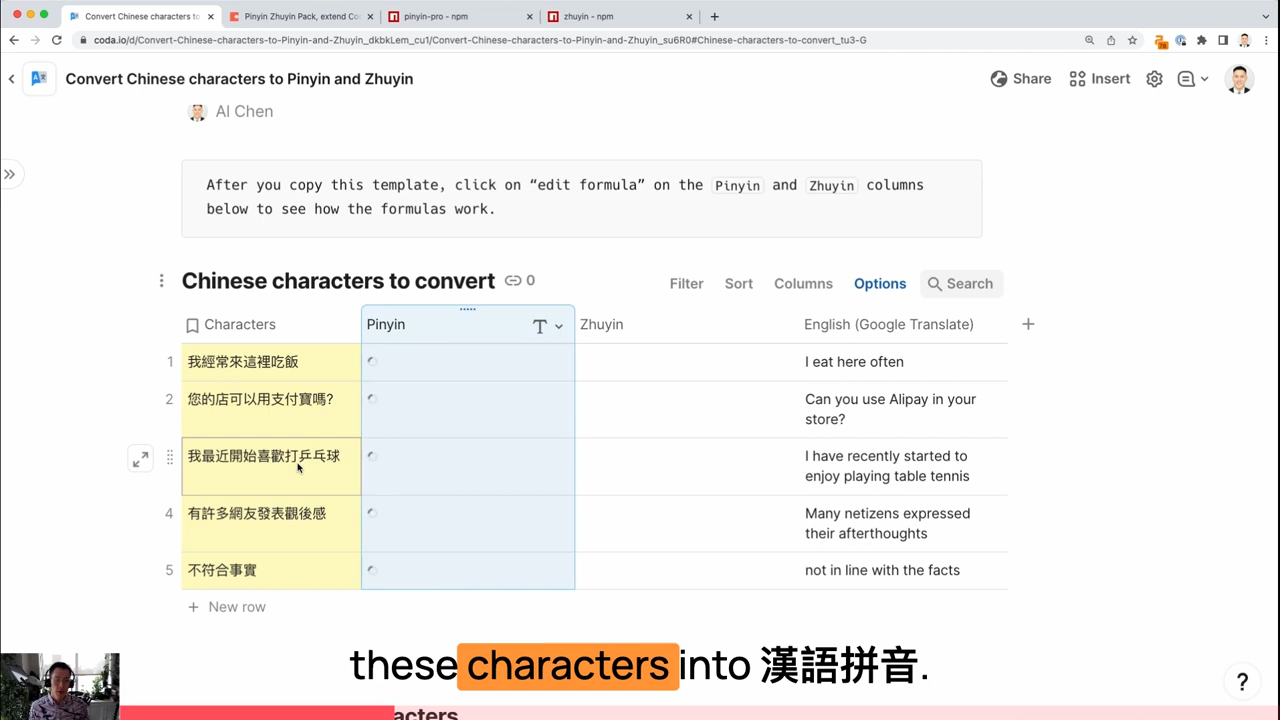 Convert Chinese characters to
Pinyin Zhuyin Pack, extend Co
pinyin-pro - npm
zhuyin - npm
coda.io/d/Convert-Chinese-characters-to-Pinyin-and-Zhuyin_dkbkLem_cu1/Convert-Chinese-characters-to-Pinyin-and-Zhuyin_su6R0#Chinese-characters-to-convert_tu3-G
Convert Chinese characters to Pinyin and Zhuyin
Share
Insert
Al Chen
After you copy this template, click on “edit formula” on the Pinyin and Zhuyin columns
below to see how the formulas work.
Chinese characters to convert 0
Filter Sort Columns Options Search
Characters Pinyin Zhuyin English (Google Translate)
1 我經常來這裡吃飯 I eat here often
2 您的店可以用支付寶嗎? Can you use Alipay in your
store?
我最近開始喜歡打乒乓球 I have recently started to
enjoy playing table tennis
4 有許多網友發表觀後感 Many netizens expressed
their afterthoughts
5 不符合事實 not in line with the facts
New row
these characters into 漢語拼音.
?
acters